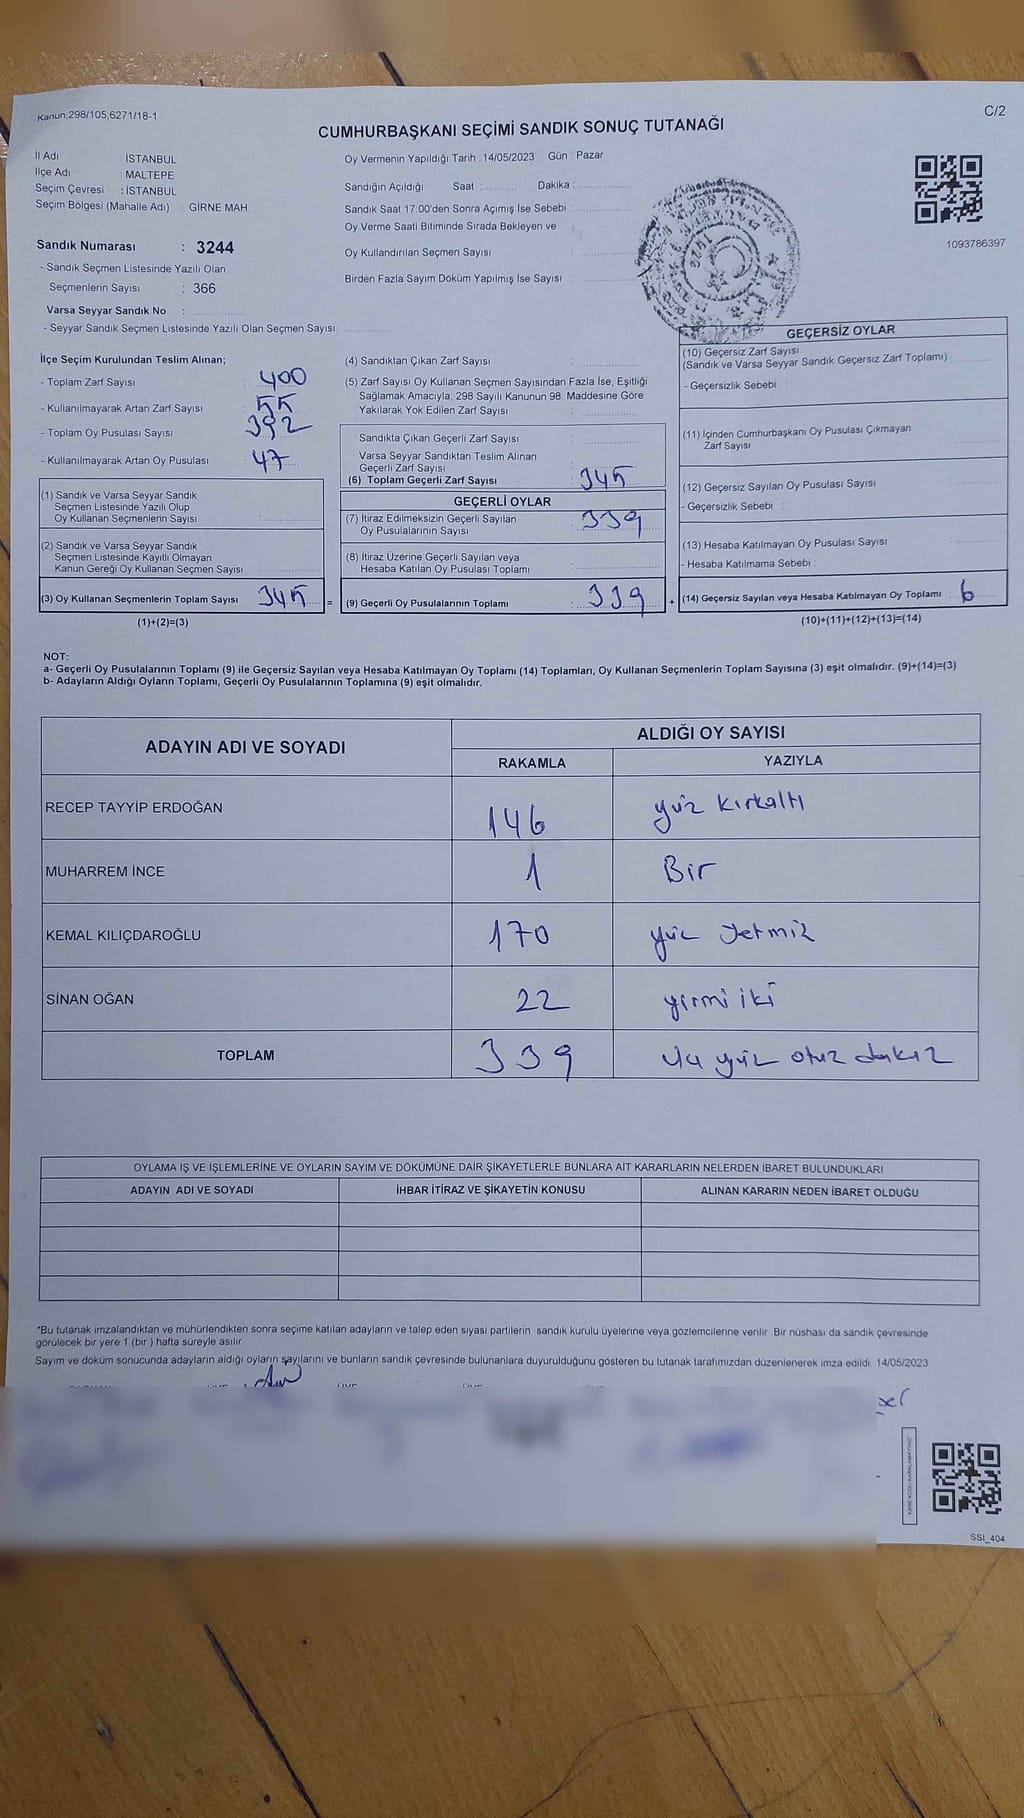 Kanun;298/105;6271/18-1
C/2
CUMHURBAŞKANI SEÇİMİ SANDIK SONUÇ TUTANAĞI
İl Adı İSTANBUL
İlçe Adı : MALTEPE
Seçim Çevresi : İSTANBUL
Seçim Bölgesi (Mahalle Adı) : GİRNE MAH.
Oy Vermenin Yapıldığı Tarih : 14/05/2023 Gün : Pazar
Sandığın Açıldığı Saat : Dakika :
Sandık Saat 17:00'den Sonra Açımış İse Sebebi :
Oy Verme Saati Bitiminde Sırada Bekleyen ve
Oy Kullandırılan Seçmen Sayısı :
Birden Fazla Sayım Döküm Yapılmış İse Sayısı :
1093786397
Sandık Numarası : 3244
- Sandık Seçmen Listesinde Yazılı Olan
Seçmenlerin Sayısı : 366
Varsa Seyyar Sandık No :
- Seyyar Sandık Seçmen Listesinde Yazılı Olan Seçmen Sayısı:
İlçe Seçim Kurulundan Teslim Alınan;
- Toplam Zarf Sayısı : 400
- Kullanılmayarak Artan Zarf Sayısı : 55
- Toplam Oy Pusulası Sayısı : 392
- Kullanılmayarak Artan Oy Pusulası : 47
(1) Sandık ve Varsa Seyyar Sandık
Seçmen Listesinde Yazılı Olup
Oy Kullanan Seçmenlerin Sayısı :
(2) Sandık ve Varsa Seyyar Sandık
Seçmen Listesinde Kayıtlı Olmayan
Kanun Gereği Oy Kullanan Seçmen Sayısı :
(3) Oy Kullanan Seçmenlerin Toplam Sayısı : 345 =
(1)+(2)=(3)
(4) Sandıktan Çıkan Zarf Sayısı :
(5) Zarf Sayısı Oy Kullanan Seçmen Sayısından Fazla İse, Eşitliği
Sağlamak Amacıyla, 298 Sayılı Kanunun 98. Maddesine Göre
Yakılarak Yok Edilen Zarf Sayısı :
Sandıkta Çıkan Geçerli Zarf Sayısı :
Varsa Seyyar Sandıktan Teslim Alınan
Geçerli Zarf Sayısı :
(6) Toplam Geçerli Zarf Sayısı : 345
GEÇERLİ OYLAR
(7) İtiraz Edilmeksizin Geçerli Sayılan
Oy Pusulalarının Sayısı : 339
(8) İtiraz Üzerine Geçerli Sayılan veya
Hesaba Katılan Oy Pusulası Toplamı :
(9) Geçerli Oy Pusulalarının Toplamı : 339 +
GEÇERSİZ OYLAR
(10) Geçersiz Zarf Sayısı
(Sandık ve Varsa Seyyar Sandık Geçersiz Zarf Toplamı) :
- Geçersizlik Sebebi :
(11) İçinden Cumhurbaşkanı Oy Pusulası Çıkmayan
Zarf Sayısı :
(12) Geçersiz Sayılan Oy Pusulası Sayısı :
- Geçersizlik Sebebi :
(13) Hesaba Katılmayan Oy Pusulası Sayısı :
- Hesaba Katılmama Sebebi :
(14) Geçersiz Sayılan veya Hesaba Katılmayan Oy Toplamı : 6
(10)+(11)+(12)+(13)=(14)
NOT:
a- Geçerli Oy Pusulalarının Toplamı (9) ile Geçersiz Sayılan veya Hesaba Katılmayan Oy Toplamı (14) Toplamları, Oy Kullanan Seçmenlerin Toplam Sayısına (3) eşit olmalıdır. (9)+(14)=(3)
b- Adayların Aldığı Oyların Toplamı, Geçerli Oy Pusulalarının Toplamına (9) eşit olmalıdır.
ADAYIN ADI VE SOYADI ALDIĞI OY SAYISI
RAKAMLA YAZIYLA
RECEP TAYYİP ERDOĞAN 146 yüz kırkaltı
MUHARREM İNCE 1 Bir
KEMAL KILIÇDAROĞLU 170 yüz yetmiş
SİNAN OĞAN 22 yirmi iki
TOPLAM 339 üç yüz otuz dokuz
OYLAMA İŞ VE İŞLEMLERİNE VE OYLARIN SAYIM VE DÖKÜMÜNE DAİR ŞİKAYETLERLE BUNLARA AİT KARARLARIN NELERDEN İBARET BULUNDUKLARI
ADAYIN ADI VE SOYADI İHBAR İTİRAZ VE ŞİKAYETİN KONUSU ALINAN KARARIN NEDEN İBARET OLDUĞU
*Bu tutanak imzalandıktan ve mühürlendikten sonra seçime katılan adayların ve talep eden siyasi partilerin sandık kurulu üyelerine veya gözlemcilerine verilir. Bir nüshası da sandık çevresinde
görülecek bir yere 1 (bir ) hafta süreyle asılır.
Sayım ve döküm sonucunda adayların aldığı oyların sayılarını ve bunların sandık çevresinde bulunanlara duyurulduğunu gösteren bu tutanak tarafımızdan düzenlenerek imza edildi. 14/05/2023
SSI_404